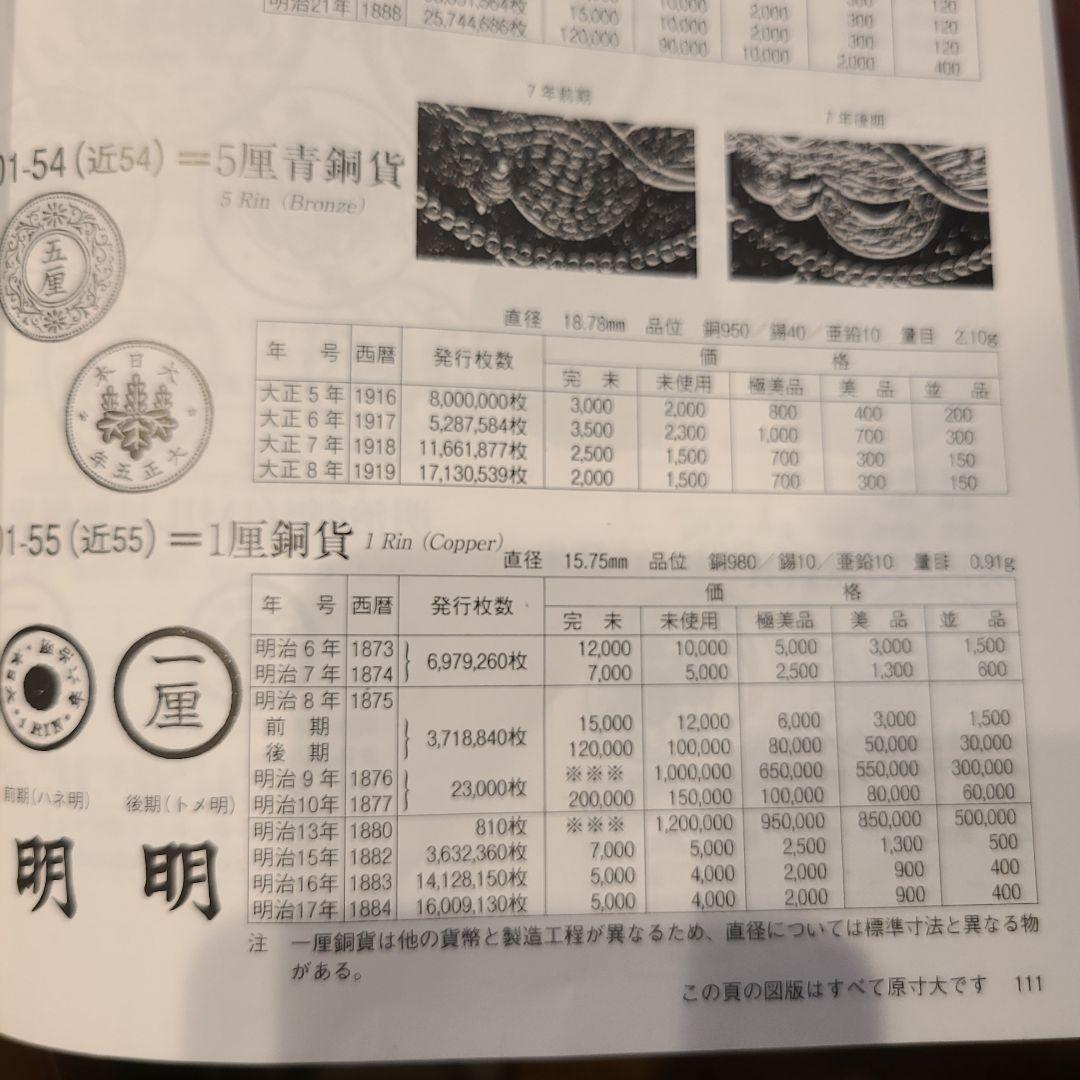 明治21年 1888 25,744,686枚 15,000 10,000 2,000 300 120
120,000 90,000 10,000 2,000 400
7年前期
7年後期
01-54(近54)＝5厘青銅貨
5 Rin (Bronze)
五厘
大日本
大正五年
直径 18.78mm 品位 銅950／錫40／亜鉛10 量目 2.10g
年号 西暦 発行枚数 価格
完未 未使用 極美品 美品 並品
大正5年 1916 8,000,000枚 3,000 2,000 800 400 200
大正6年 1917 5,287,584枚 3,500 2,300 1,000 700 300
大正7年 1918 11,661,877枚 2,500 1,500 700 300 150
大正8年 1919 17,130,539枚 2,000 1,500 700 300 150
01-55(近55)＝1厘銅貨 1 Rin (Copper)
直径 15.75mm 品位 銅980／錫10／亜鉛10 量目 0.91g
1 RIN
一厘
年号 西暦 発行枚数 価格
完未 未使用 極美品 美品 並品
明治6年 1873 6,979,260枚 12,000 10,000 5,000 3,000 1,500
明治7年 1874 7,000 5,000 2,500 1,300 600
明治8年 1875
前期 3,718,840枚 15,000 12,000 6,000 3,000 1,500
後期 120,000 100,000 80,000 50,000 30,000
明治9年 1876 23,000枚 ※※※ 1,000,000 650,000 550,000 300,000
明治10年 1877 200,000 150,000 100,000 80,000 60,000
明治13年 1880 810枚 ※※※ 1,200,000 950,000 850,000 500,000
明治15年 1882 3,632,360枚 7,000 5,000 2,500 1,300 500
明治16年 1883 14,128,150枚 5,000 4,000 2,000 900 400
明治17年 1884 16,009,130枚 5,000 4,000 2,000 900 400
前期(ハネ明) 後期(トメ明)
明 明
注 一厘銅貨は他の貨幣と製造工程が異なるため、直径については標準寸法と異なる物
がある。
この頁の図版はすべて原寸大です 111